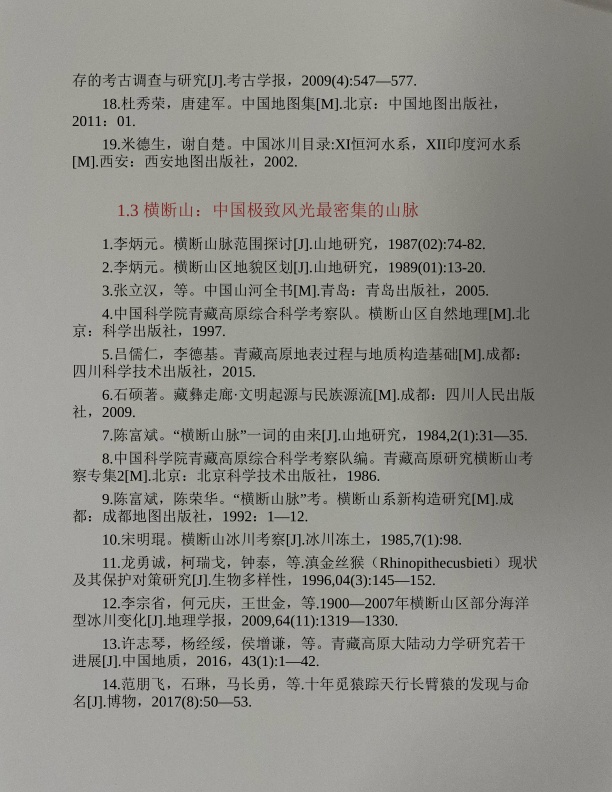 存的考古调查与研究[J].考古学报，2009(4):547—577.
18.杜秀荣，唐建军。中国地图集[M].北京：中国地图出版社，
2011：01.
19.米德生，谢自楚。中国冰川目录:XI恒河水系，XII印度河水系
[M].西安：西安地图出版社，2002.
1.3 横断山：中国极致风光最密集的山脉
1.李炳元。横断山脉范围探讨[J].山地研究，1987(02):74-82.
2.李炳元。横断山区地貌区划[J].山地研究，1989(01):13-20.
3.张立汉，等。中国山河全书[M].青岛：青岛出版社，2005.
4.中国科学院青藏高原综合科学考察队。横断山区自然地理[M].北
京：科学出版社，1997.
5.吕儒仁，李德基。青藏高原地表过程与地质构造基础[M].成都：
四川科学技术出版社，2015.
6.石硕著。藏彝走廊·文明起源与民族源流[M].成都：四川人民出版
社，2009.
7.陈富斌。“横断山脉”一词的由来[J].山地研究，1984,2(1):31—35.
8.中国科学院青藏高原综合科学考察队编。青藏高原研究横断山考
察专集2[M].北京：北京科学技术出版社，1986.
9.陈富斌，陈荣华。“横断山脉”考。横断山系新构造研究[M].成
都：成都地图出版社，1992：1—12.
10.宋明琨。横断山冰川考察[J].冰川冻土，1985,7(1):98.
11.龙勇诚，柯瑞戈，钟泰，等.滇金丝猴（Rhinopithecusbieti）现状
及其保护对策研究[J].生物多样性，1996,04(3):145—152.
12.李宗省，何元庆，王世金，等.1900—2007年横断山区部分海洋
型冰川变化[J].地理学报，2009,64(11):1319—1330.
13.许志琴，杨经绥，侯增谦，等。青藏高原大陆动力学研究若干
进展[J].中国地质，2016，43(1):1—42.
14.范朋飞，石琳，马长勇，等.十年觅猿踪天行长臂猿的发现与命
名[J].博物，2017(8):50—53.